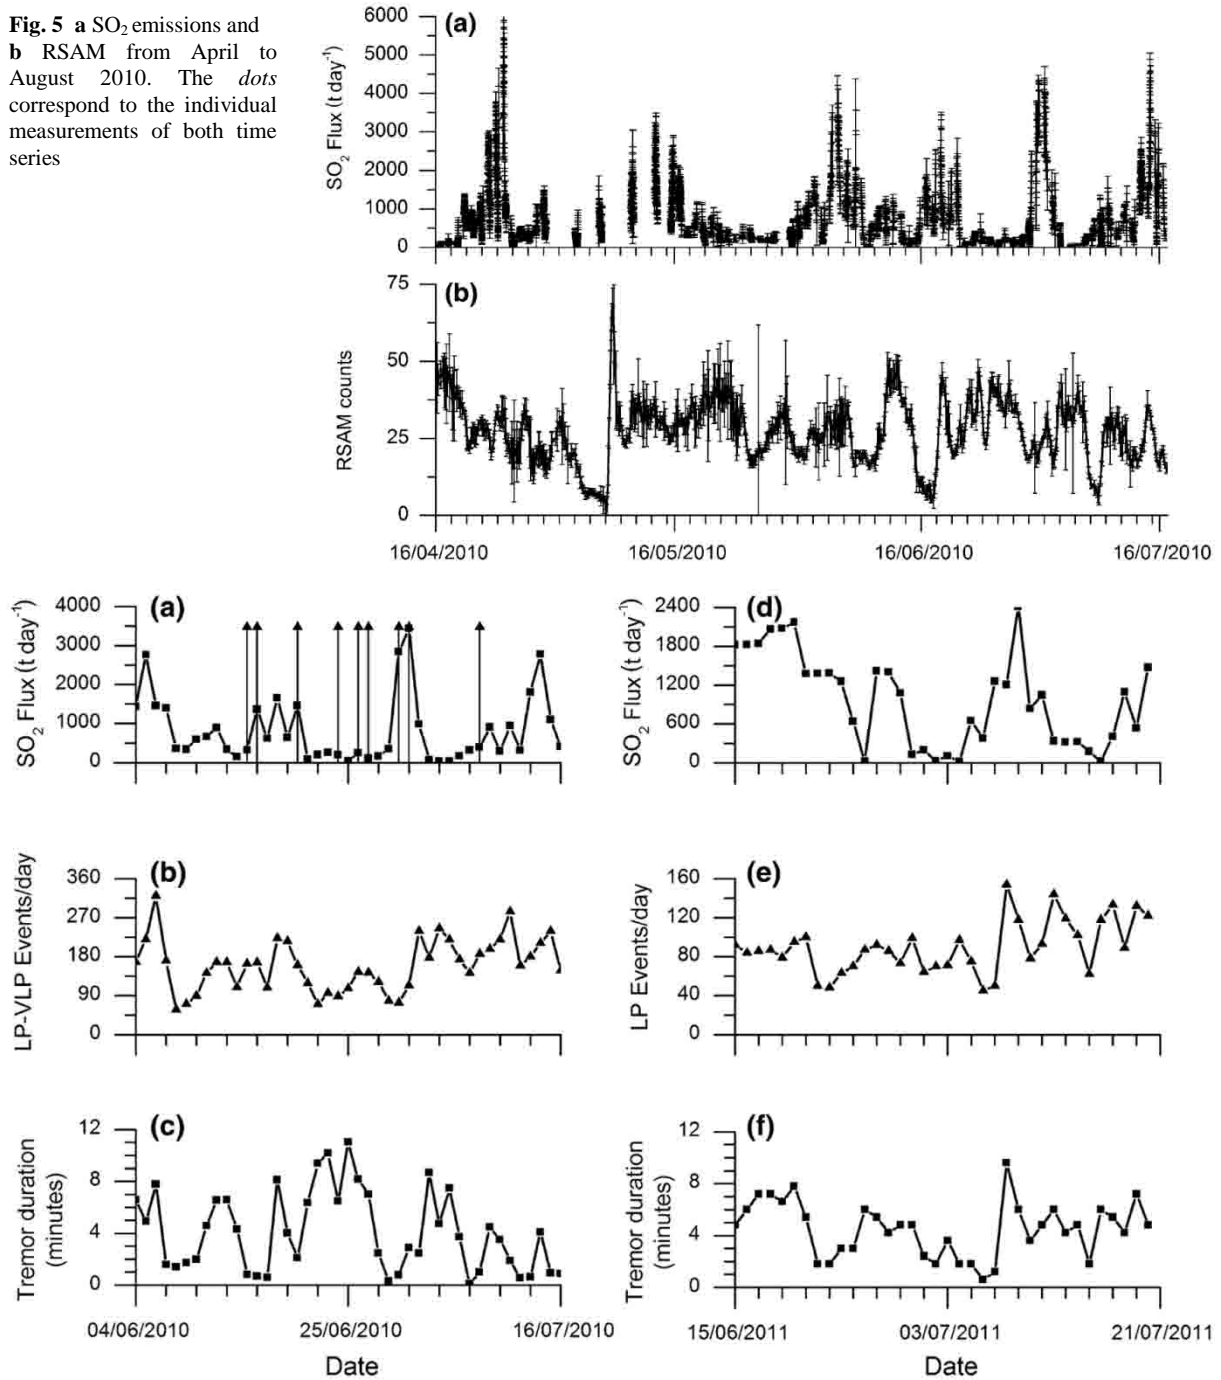 Fig. 5 a SO2 emissions and
b RSAM from April to
August 2010. The dots
correspond to the individual
measurements of both time
series
(a)
SO2 Flux (t day-1)
6000
5000
4000
3000
2000
1000
0
(b)
RSAM counts
75
50
25
0
16/04/2010 16/05/2010 16/06/2010 16/07/2010
(a)
SO2 Flux (t day-1)
4000
3000
2000
1000
0
(d)
SO2 Flux (t day-1)
2400
1800
1200
600
0
(b)
LP-VLP Events/day
360
270
180
90
0
(e)
LP Events/day
160
120
80
40
0
(c)
Tremor duration
(minutes)
12
8
4
0
04/06/2010 25/06/2010 16/07/2010
Date
(f)
Tremor duration
(minutes)
12
8
4
0
15/06/2011 03/07/2011 21/07/2011
Date